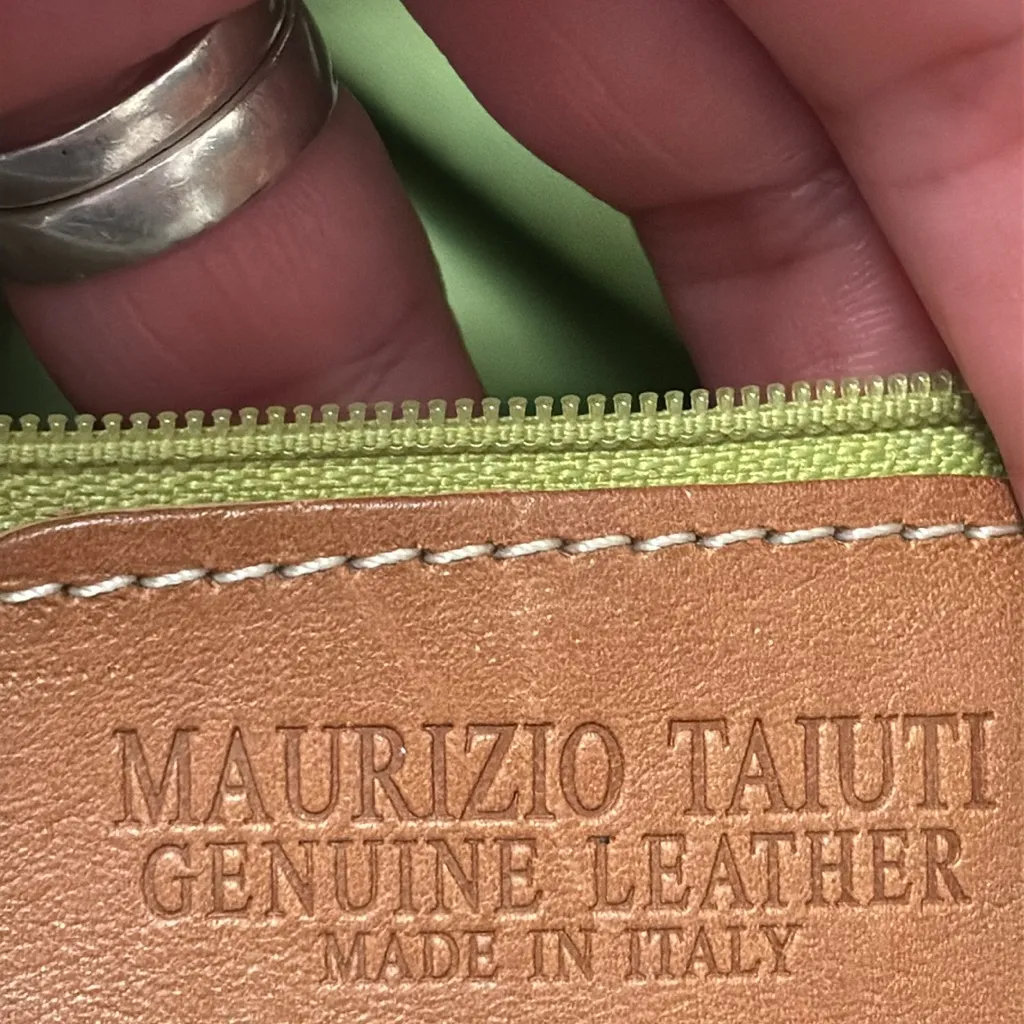 MAURIZIO TAIUTI
GENUINE LEATHER
MADE IN ITALY